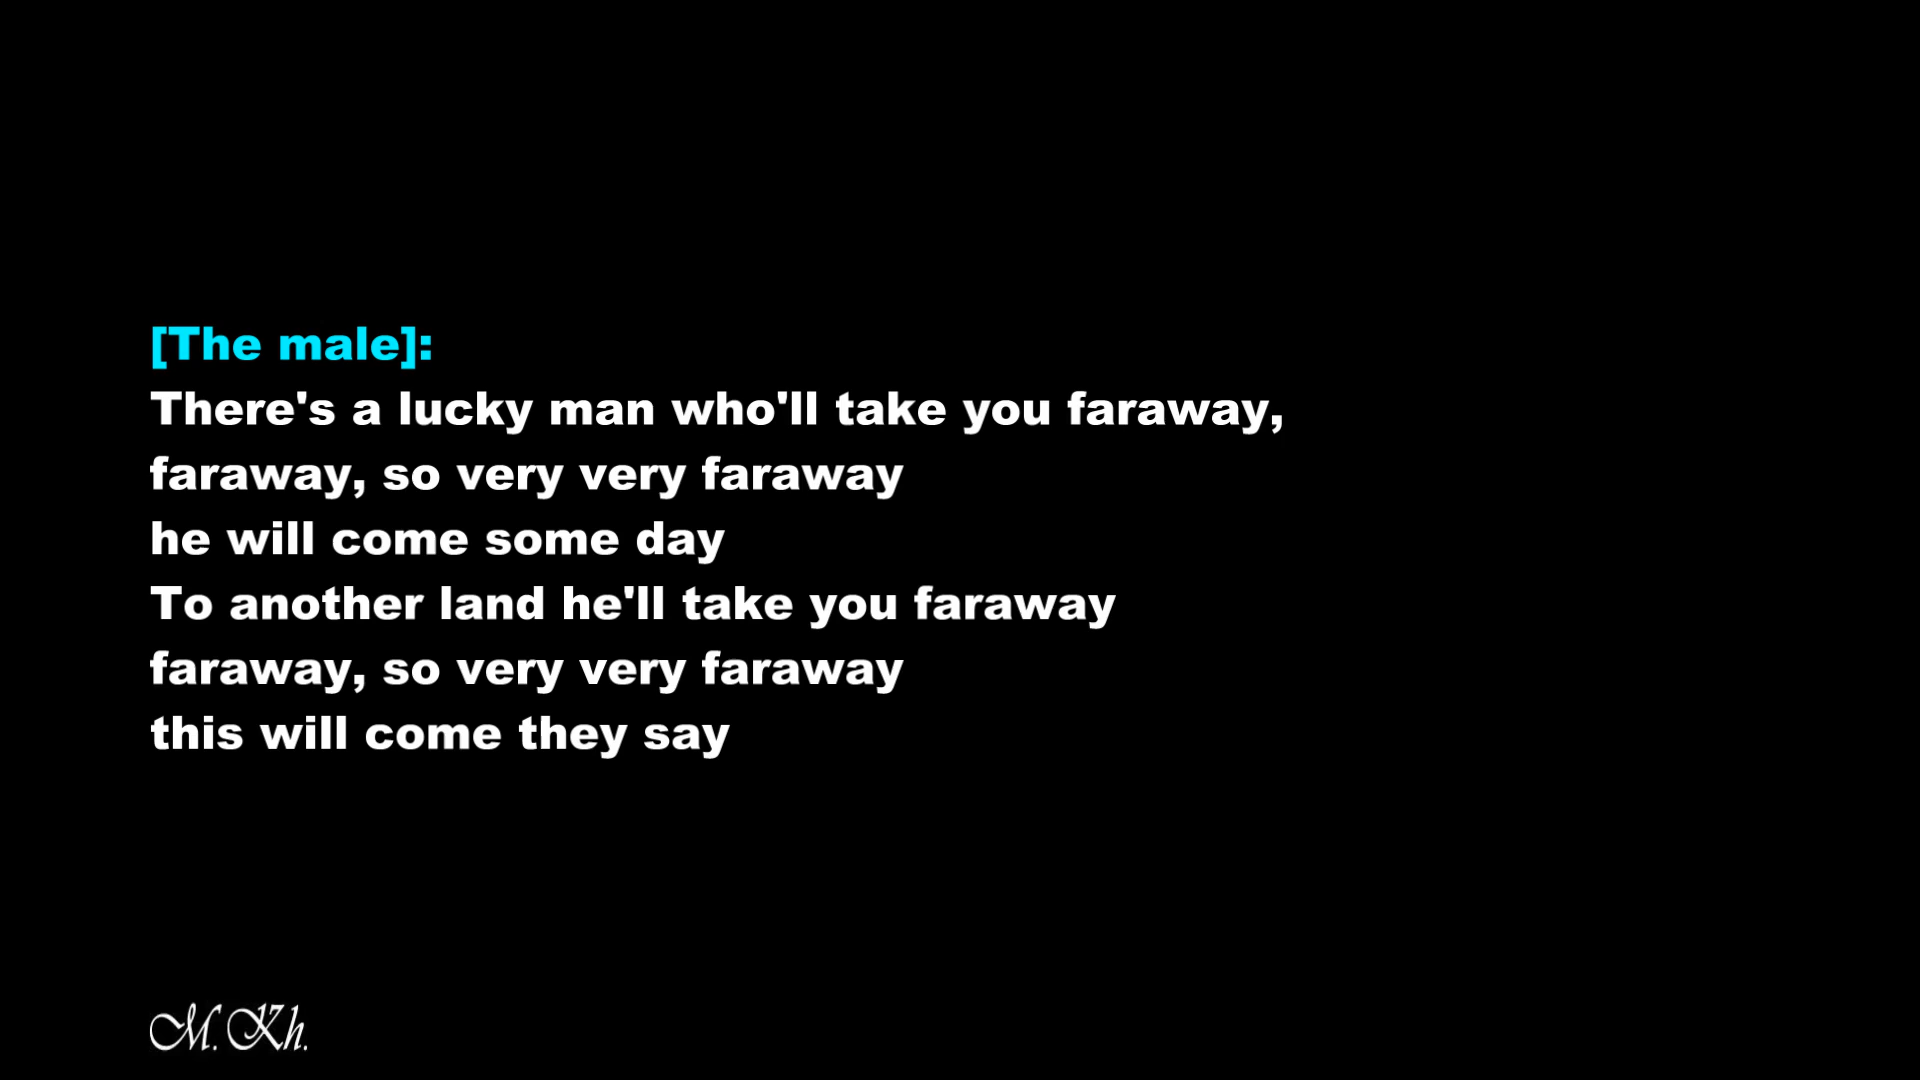 [The male]:
There's a lucky man who'll take you faraway,
faraway, so very very faraway
he will come some day
To another land he'll take you faraway
faraway, so very very faraway
this will come they say
M. Kh.